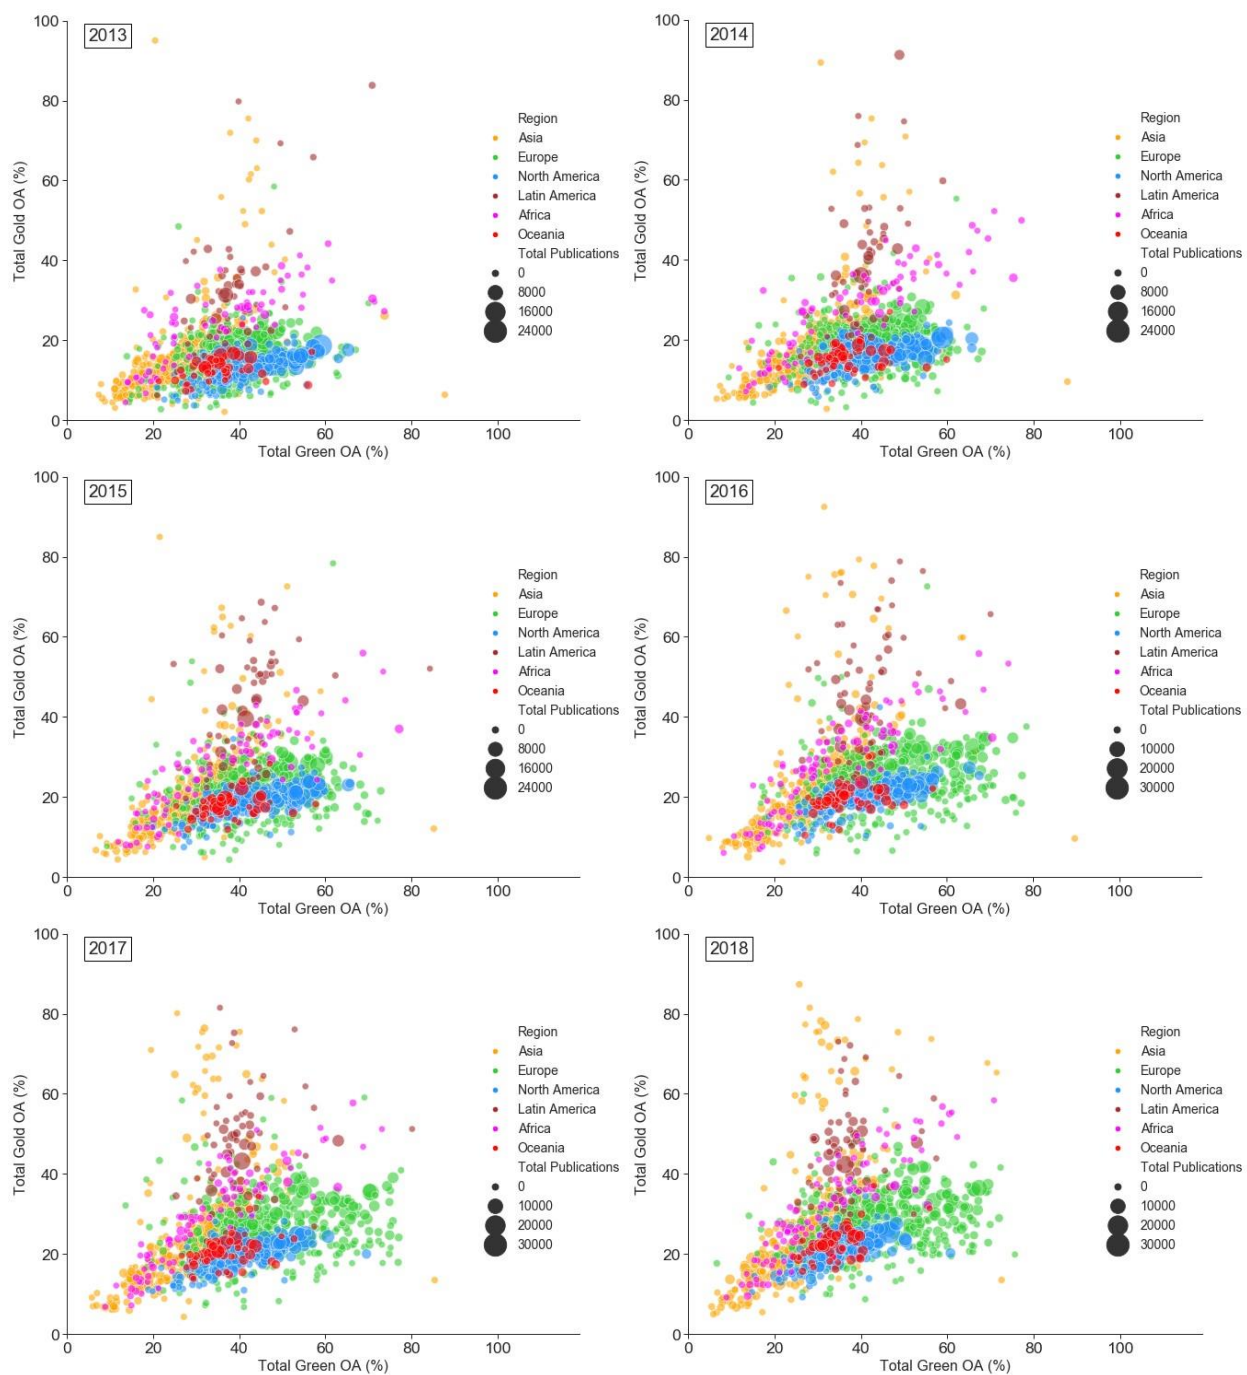 2013
100
80
60
40
20
0
Total Gold OA (%)
0 20 40 60 80 100
Total Green OA (%)
Region
Asia
Europe
North America
Latin America
Africa
Oceania
Total Publications
0
8000
16000
24000
2014
100
80
60
40
20
0
Total Gold OA (%)
0 20 40 60 80 100
Total Green OA (%)
Region
Asia
Europe
North America
Latin America
Africa
Oceania
Total Publications
0
8000
16000
24000
2015
100
80
60
40
20
0
Total Gold OA (%)
0 20 40 60 80 100
Total Green OA (%)
Region
Asia
Europe
North America
Latin America
Africa
Oceania
Total Publications
0
8000
16000
24000
2016
100
80
60
40
20
0
Total Gold OA (%)
0 20 40 60 80 100
Total Green OA (%)
Region
Asia
Europe
North America
Latin America
Africa
Oceania
Total Publications
0
10000
20000
30000
2017
100
80
60
40
20
0
Total Gold OA (%)
0 20 40 60 80 100
Total Green OA (%)
Region
Asia
Europe
North America
Latin America
Africa
Oceania
Total Publications
0
10000
20000
30000
2018
100
80
60
40
20
0
Total Gold OA (%)
0 20 40 60 80 100
Total Green OA (%)
Region
Asia
Europe
North America
Latin America
Africa
Oceania
Total Publications
0
10000
20000
30000